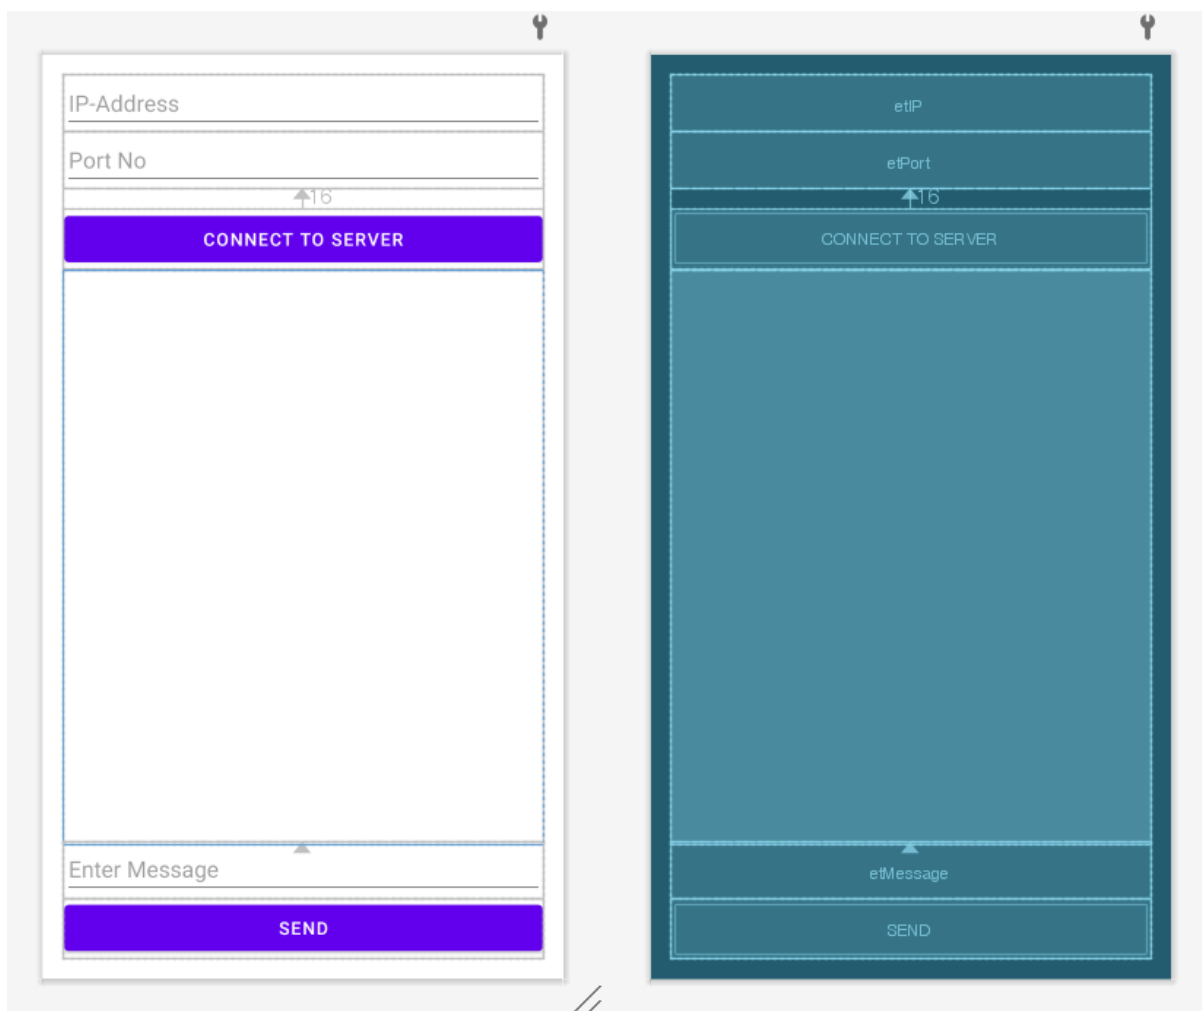 IP-Address
Port No
16
CONNECT TO SERVER
Enter Message
SEND
etIP
etPort
16
CONNECT TO SERVER
etMessage
SEND